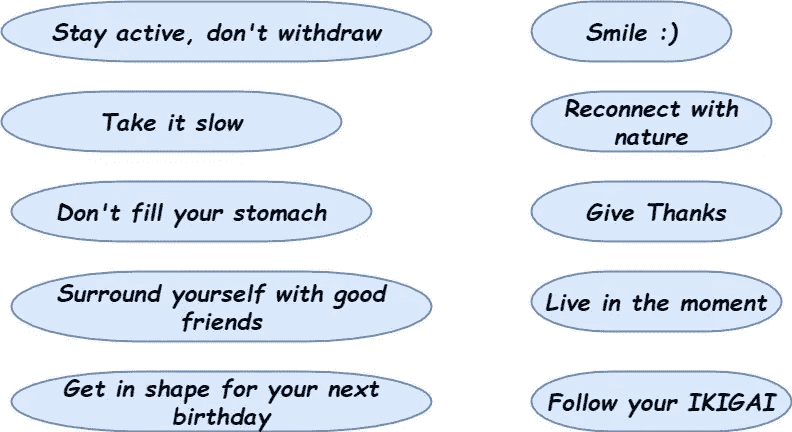 Stay active, don't withdraw
Smile :)
Take it slow
Reconnect with
nature
Don't fill your stomach
Give Thanks
Surround yourself with good
friends
Live in the moment
Get in shape for your next
birthday
Follow your IKIGAI